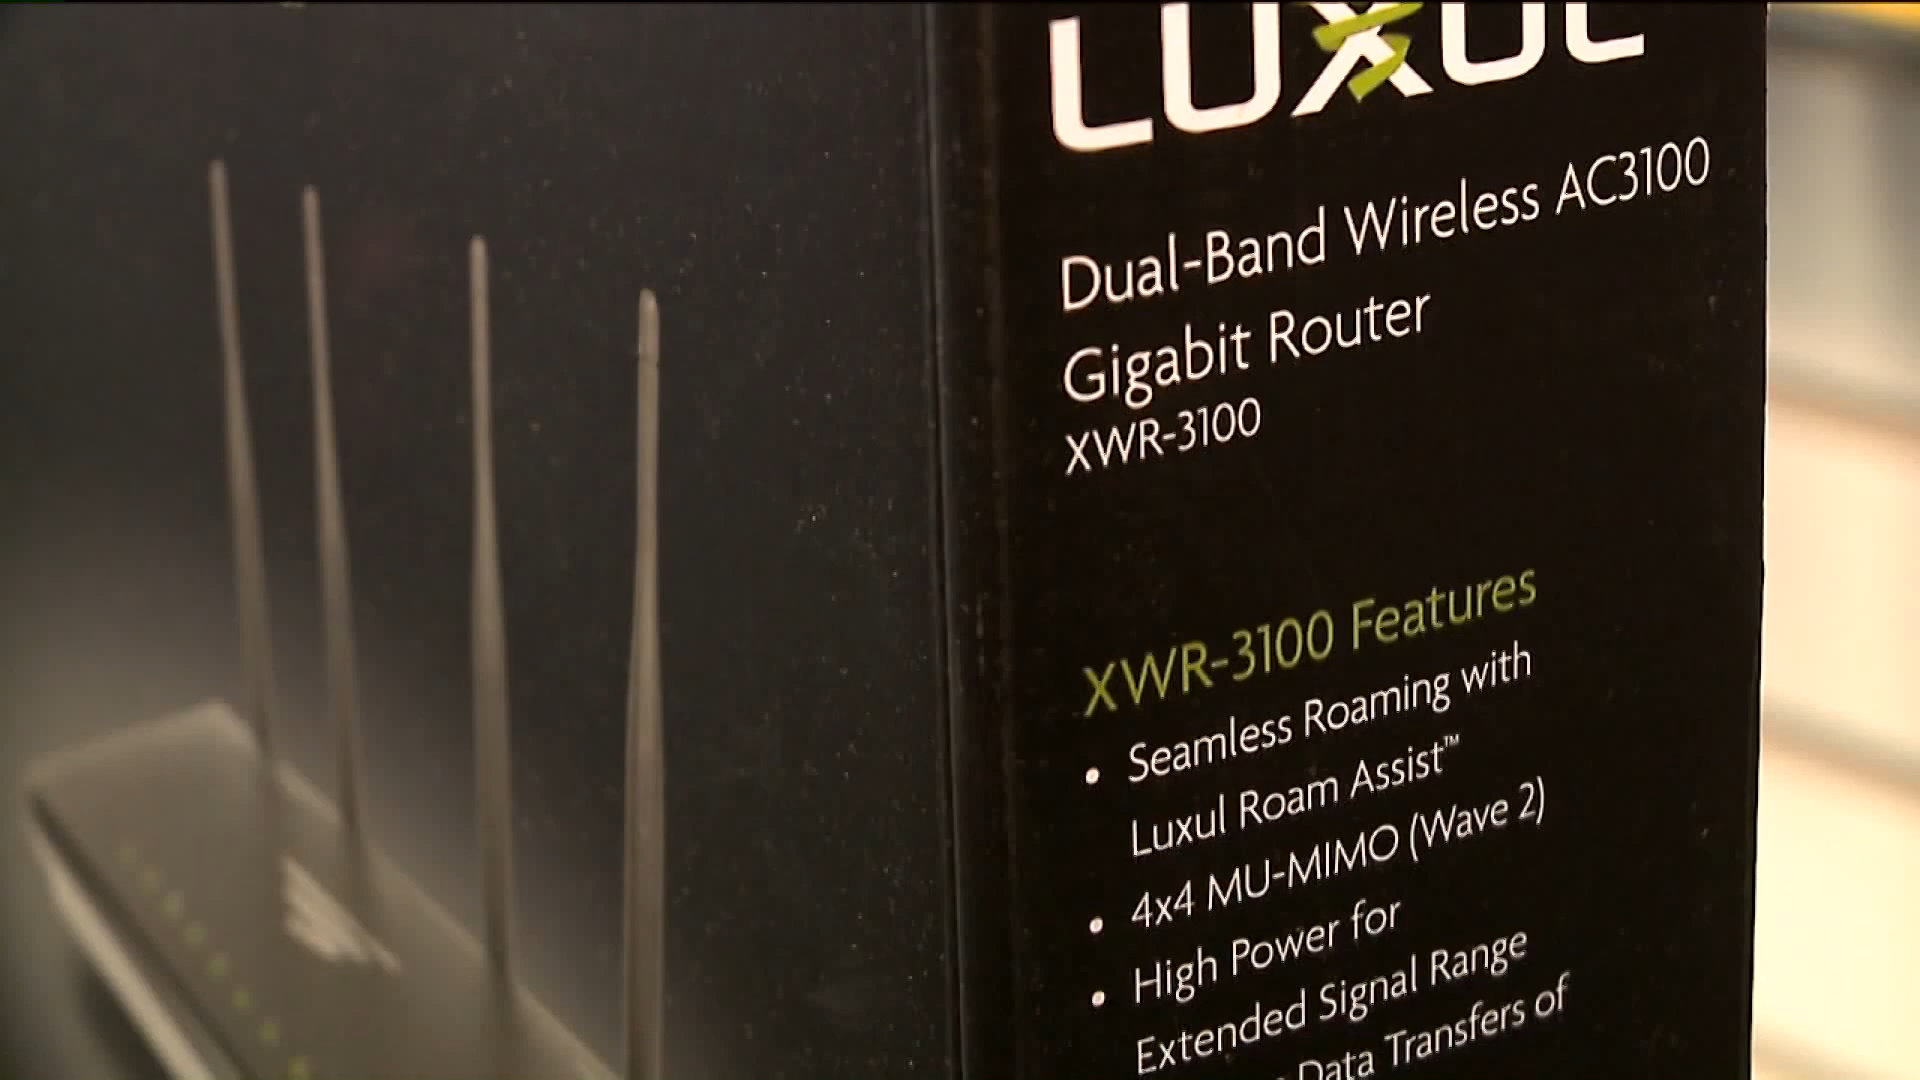 LUXUL
Dual-Band Wireless AC3100
Gigabit Router
XWR-3100
XWR-3100 Features
• Seamless Roaming with
Luxul Roam Assist™
• 4x4 MU-MIMO (Wave 2)
• High Power for
Extended Signal Range
Data Transfers of